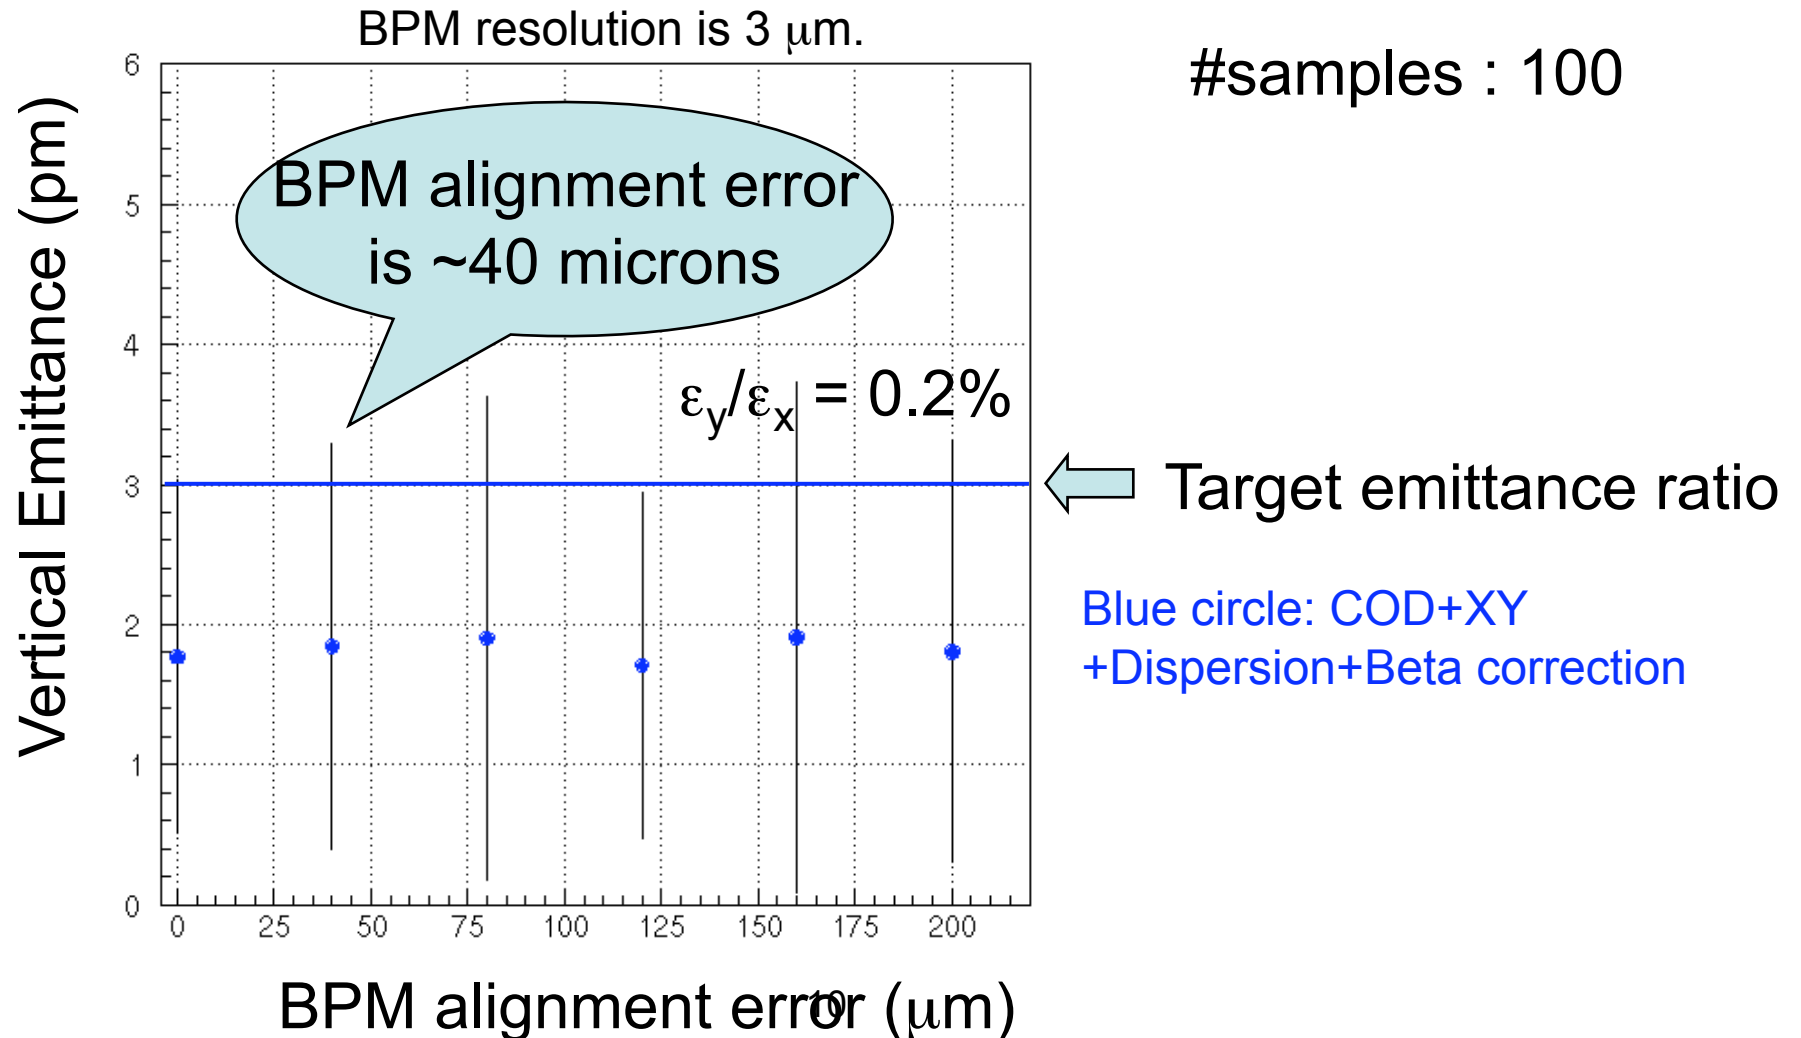 BPM resolution is 3 μm.
#samples : 100
Vertical Emittance (pm)
6
5
4
3
2
1
0
BPM alignment error
is ~40 microns
εy/εx = 0.2%
Target emittance ratio
Blue circle: COD+XY
+Dispersion+Beta correction
0 25 50 75 100 125 150 175 200
BPM alignment error (μm)
10